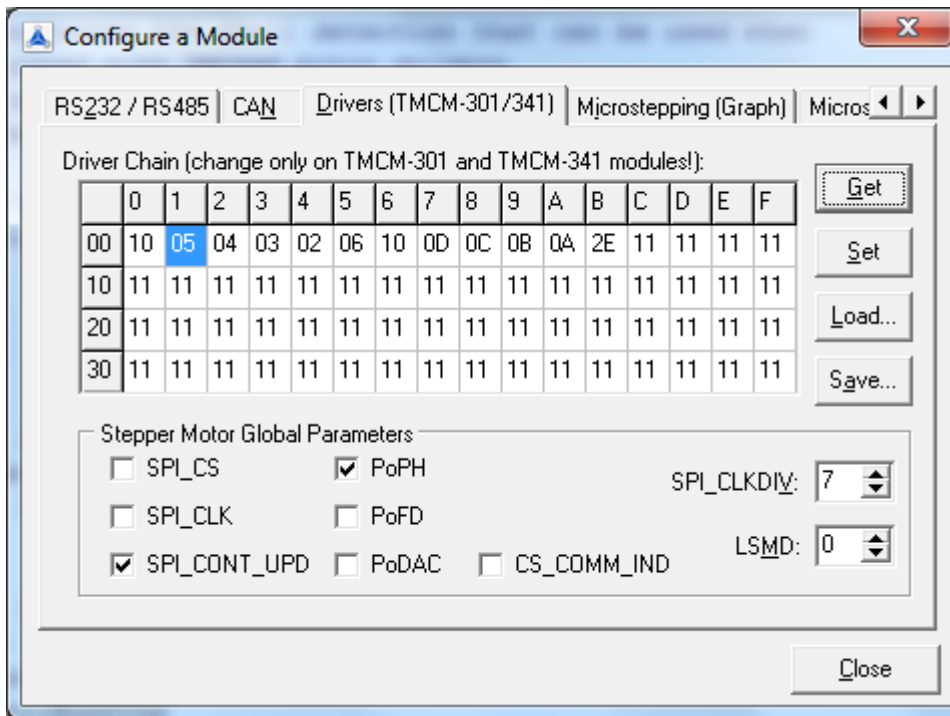 Configure a Module
RS232 / RS485 CAN Drivers (TMCM-301/341) Microstepping (Graph) Micros
Driver Chain (change only on TMCM-301 and TMCM-341 modules!):
0 1 2 3 4 5 6 7 8 9 A B C D E F
00 10 05 04 03 02 06 10 0D 0C 0B 0A 2E 11 11 11 11
10 11 11 11 11 11 11 11 11 11 11 11 11 11 11 11 11
20 11 11 11 11 11 11 11 11 11 11 11 11 11 11 11 11
30 11 11 11 11 11 11 11 11 11 11 11 11 11 11 11 11
Get
Set
Load...
Save...
Stepper Motor Global Parameters
SPI_CS PoPH SPI_CLKDIV: 7
SPI_CLK PoFD LSMD: 0
SPI_CONT_UPD PoDAC CS_COMM_IND
Close